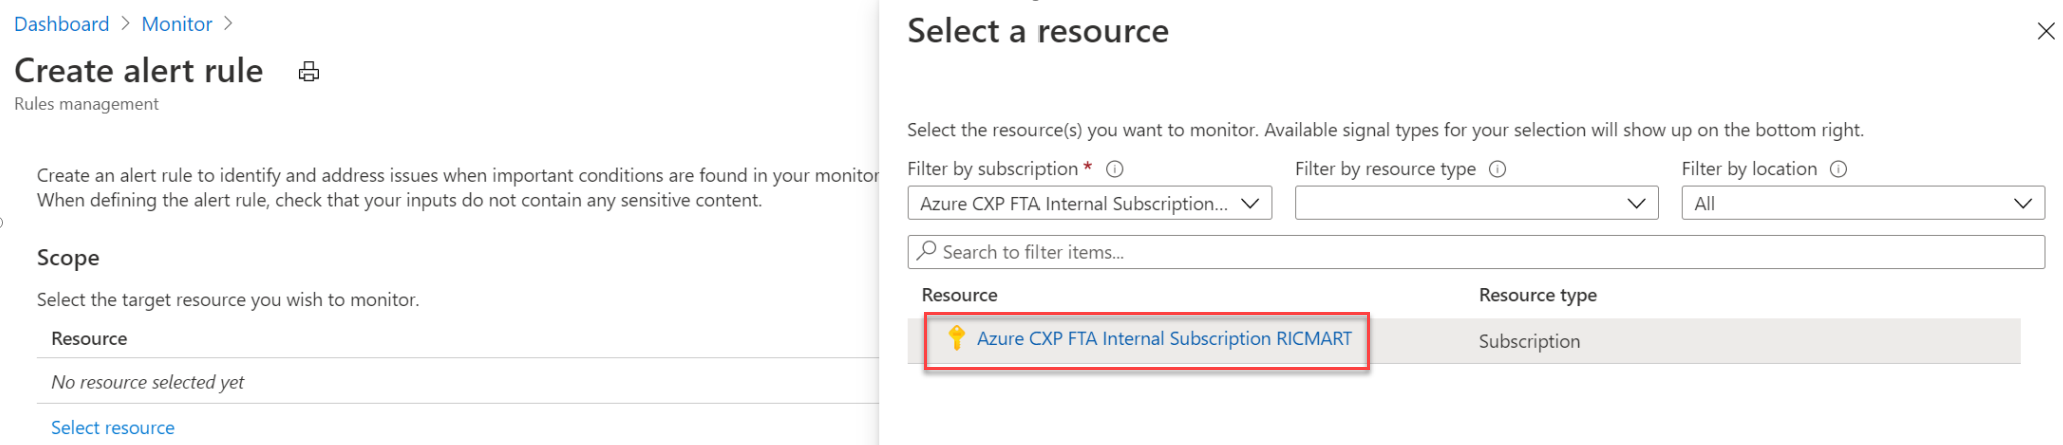 Dashboard > Monitor >
Create alert rule
Rules management
Create an alert rule to identify and address issues when important conditions are found in your monitor
When defining the alert rule, check that your inputs do not contain any sensitive content.
Scope
Select the target resource you wish to monitor.
Resource
No resource selected yet
Select resource
Select a resource
Select the resource(s) you want to monitor. Available signal types for your selection will show up on the bottom right.
Filter by subscription *
Filter by resource type
Filter by location
Azure CXP FTA Internal Subscription...
All
Search to filter items...
Resource
Resource type
Azure CXP FTA Internal Subscription RICMART
Subscription